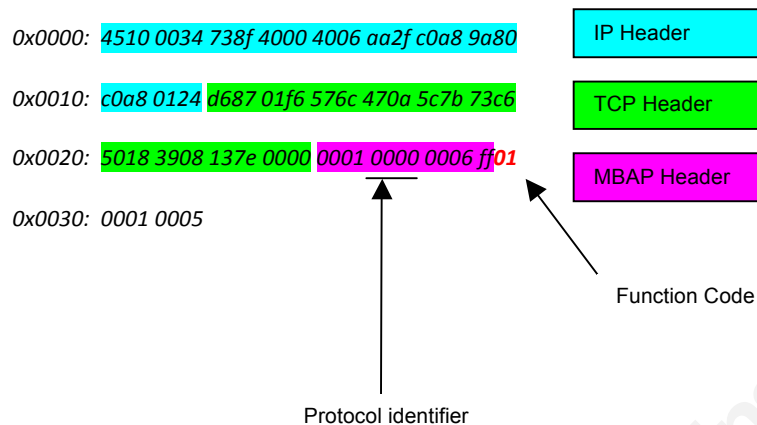 0x0000: 4510 0034 738f 4000 4006 aa2f c0a8 9a80
IP Header
0x0010: c0a8 0124 d687 01f6 576c 470a 5c7b 73c6
TCP Header
0x0020: 5018 3908 137e 0000 0001 0000 0006 ff01
MBAP Header
0x0030: 0001 0005
Function Code
Protocol identifier